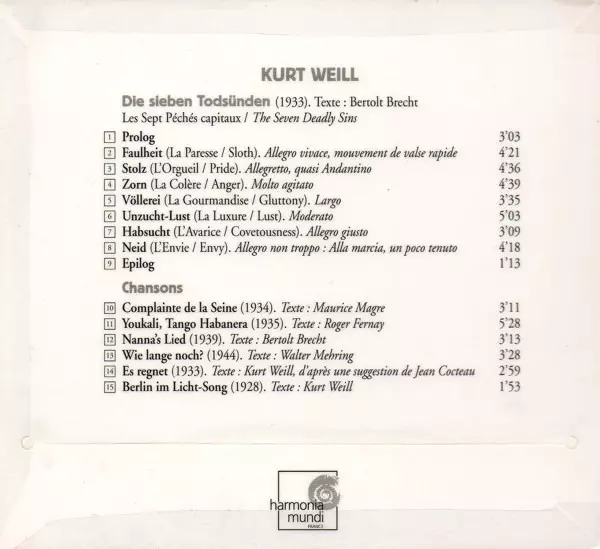 KURT WEILL
Die sieben Todsünden (1933). Texte : Bertolt Brecht
Les Sept Péchés capitaux / The Seven Deadly Sins
1 Prolog 3'03
2 Faulheit (La Paresse / Sloth). Allegro vivace, mouvement de valse rapide 4'21
3 Stolz (L'Orgueil / Pride). Allegretto, quasi Andantino 4'36
4 Zorn (La Colère / Anger). Molto agitato 4'39
5 Völlerei (La Gourmandise / Gluttony). Largo 3'35
6 Unzucht-Lust (La Luxure / Lust). Moderato 5'03
7 Habsucht (L'Avarice / Covetousness). Allegro giusto 3'09
8 Neid (L'Envie / Envy). Allegro non troppo : Alla marcia, un poco tenuto 4'18
9 Epilog 1'13
Chansons
10 Complainte de la Seine (1934). Texte : Maurice Magre 3'11
11 Youkali, Tango Habanera (1935). Texte : Roger Fernay 5'28
12 Nanna's Lied (1939). Texte : Bertolt Brecht 3'13
13 Wie lange noch? (1944). Texte : Walter Mehring 3'28
14 Es regnet (1933). Texte : Kurt Weill, d'après une suggestion de Jean Cocteau 2'59
15 Berlin im Licht-Song (1928). Texte : Kurt Weill 1'53
harmonia
mundi
FRANCE